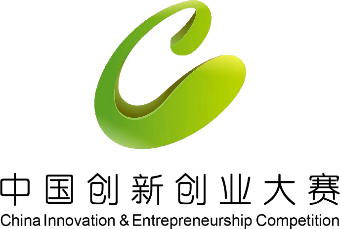 中国创新创业大赛
China Innovation & Entrepreneurship Competition